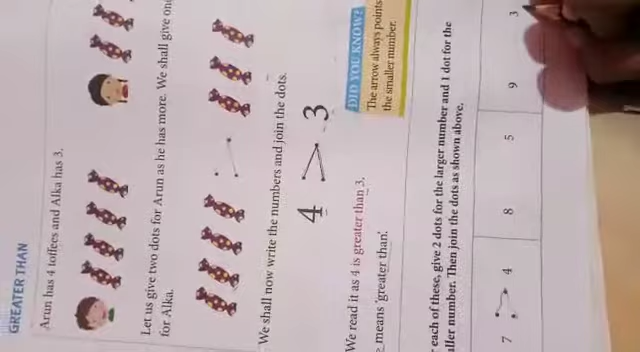 GREATER THAN
Arun has 4 toffees and Alka has 3.
Let us give two dots for Arun as he has more. We shall give one
for Alka.
We shall now write the numbers and join the dots.
4 > 3
We read it as 4 is greater than 3.
> means 'greater than'.
DID YOU KNOW?
The arrow always points
the smaller number.
each of these, give 2 dots for the larger number and 1 dot for the
ller number. Then join the dots as shown above.
7 > 4 8 5 9 3